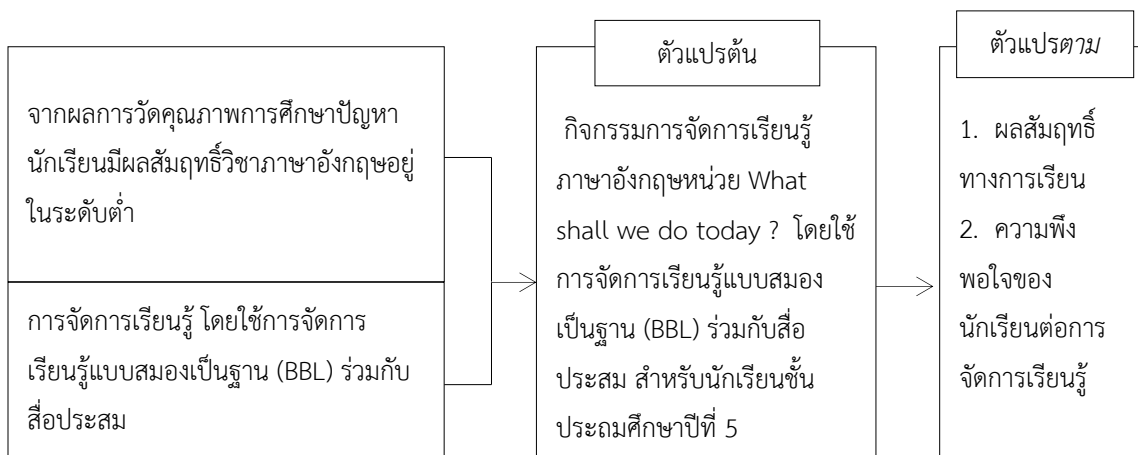 จากผลการวัดคุณภาพการศึกษาปัญหา
นักเรียนมีผลสัมฤทธิ์วิชาภาษาอังกฤษอยู่
ในระดับต่ำ
การจัดการเรียนรู้ โดยใช้การจัดการ
เรียนรู้แบบสมองเป็นฐาน (BBL) ร่วมกับ
สื่อประสม
ตัวแปรต้น
กิจกรรมการจัดการเรียนรู้
ภาษาอังกฤษหน่วย What
shall we do today ? โดยใช้
การจัดการเรียนรู้แบบสมอง
เป็นฐาน (BBL) ร่วมกับสื่อ
ประสม สำหรับนักเรียนชั้น
ประถมศึกษาปีที่ 5
ตัวแปรตาม
1. ผลสัมฤทธิ์
ทางการเรียน
2. ความพึง
พอใจของ
นักเรียนต่อการ
จัดการเรียนรู้